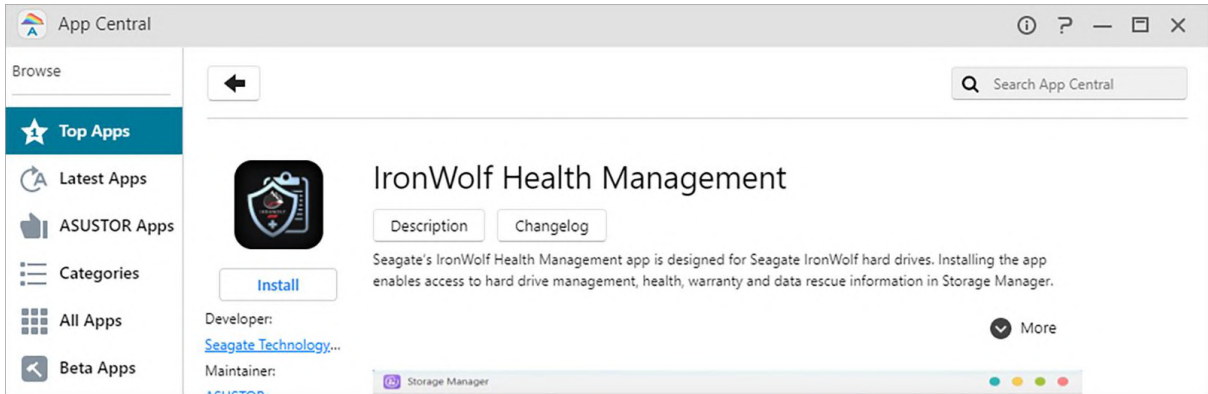 App Central
Browse
Search App Central
Top Apps
Latest Apps
ASUSTOR Apps
Categories
All Apps
Beta Apps
IRONWOLF
Install
Developer:
Seagate Technology...
Maintainer:
IronWolf Health Management
Description
Changelog
Seagate's IronWolf Health Management app is designed for Seagate IronWolf hard drives. Installing the app
enables access to hard drive management, health, warranty and data rescue information in Storage Manager.
More
Storage Manager